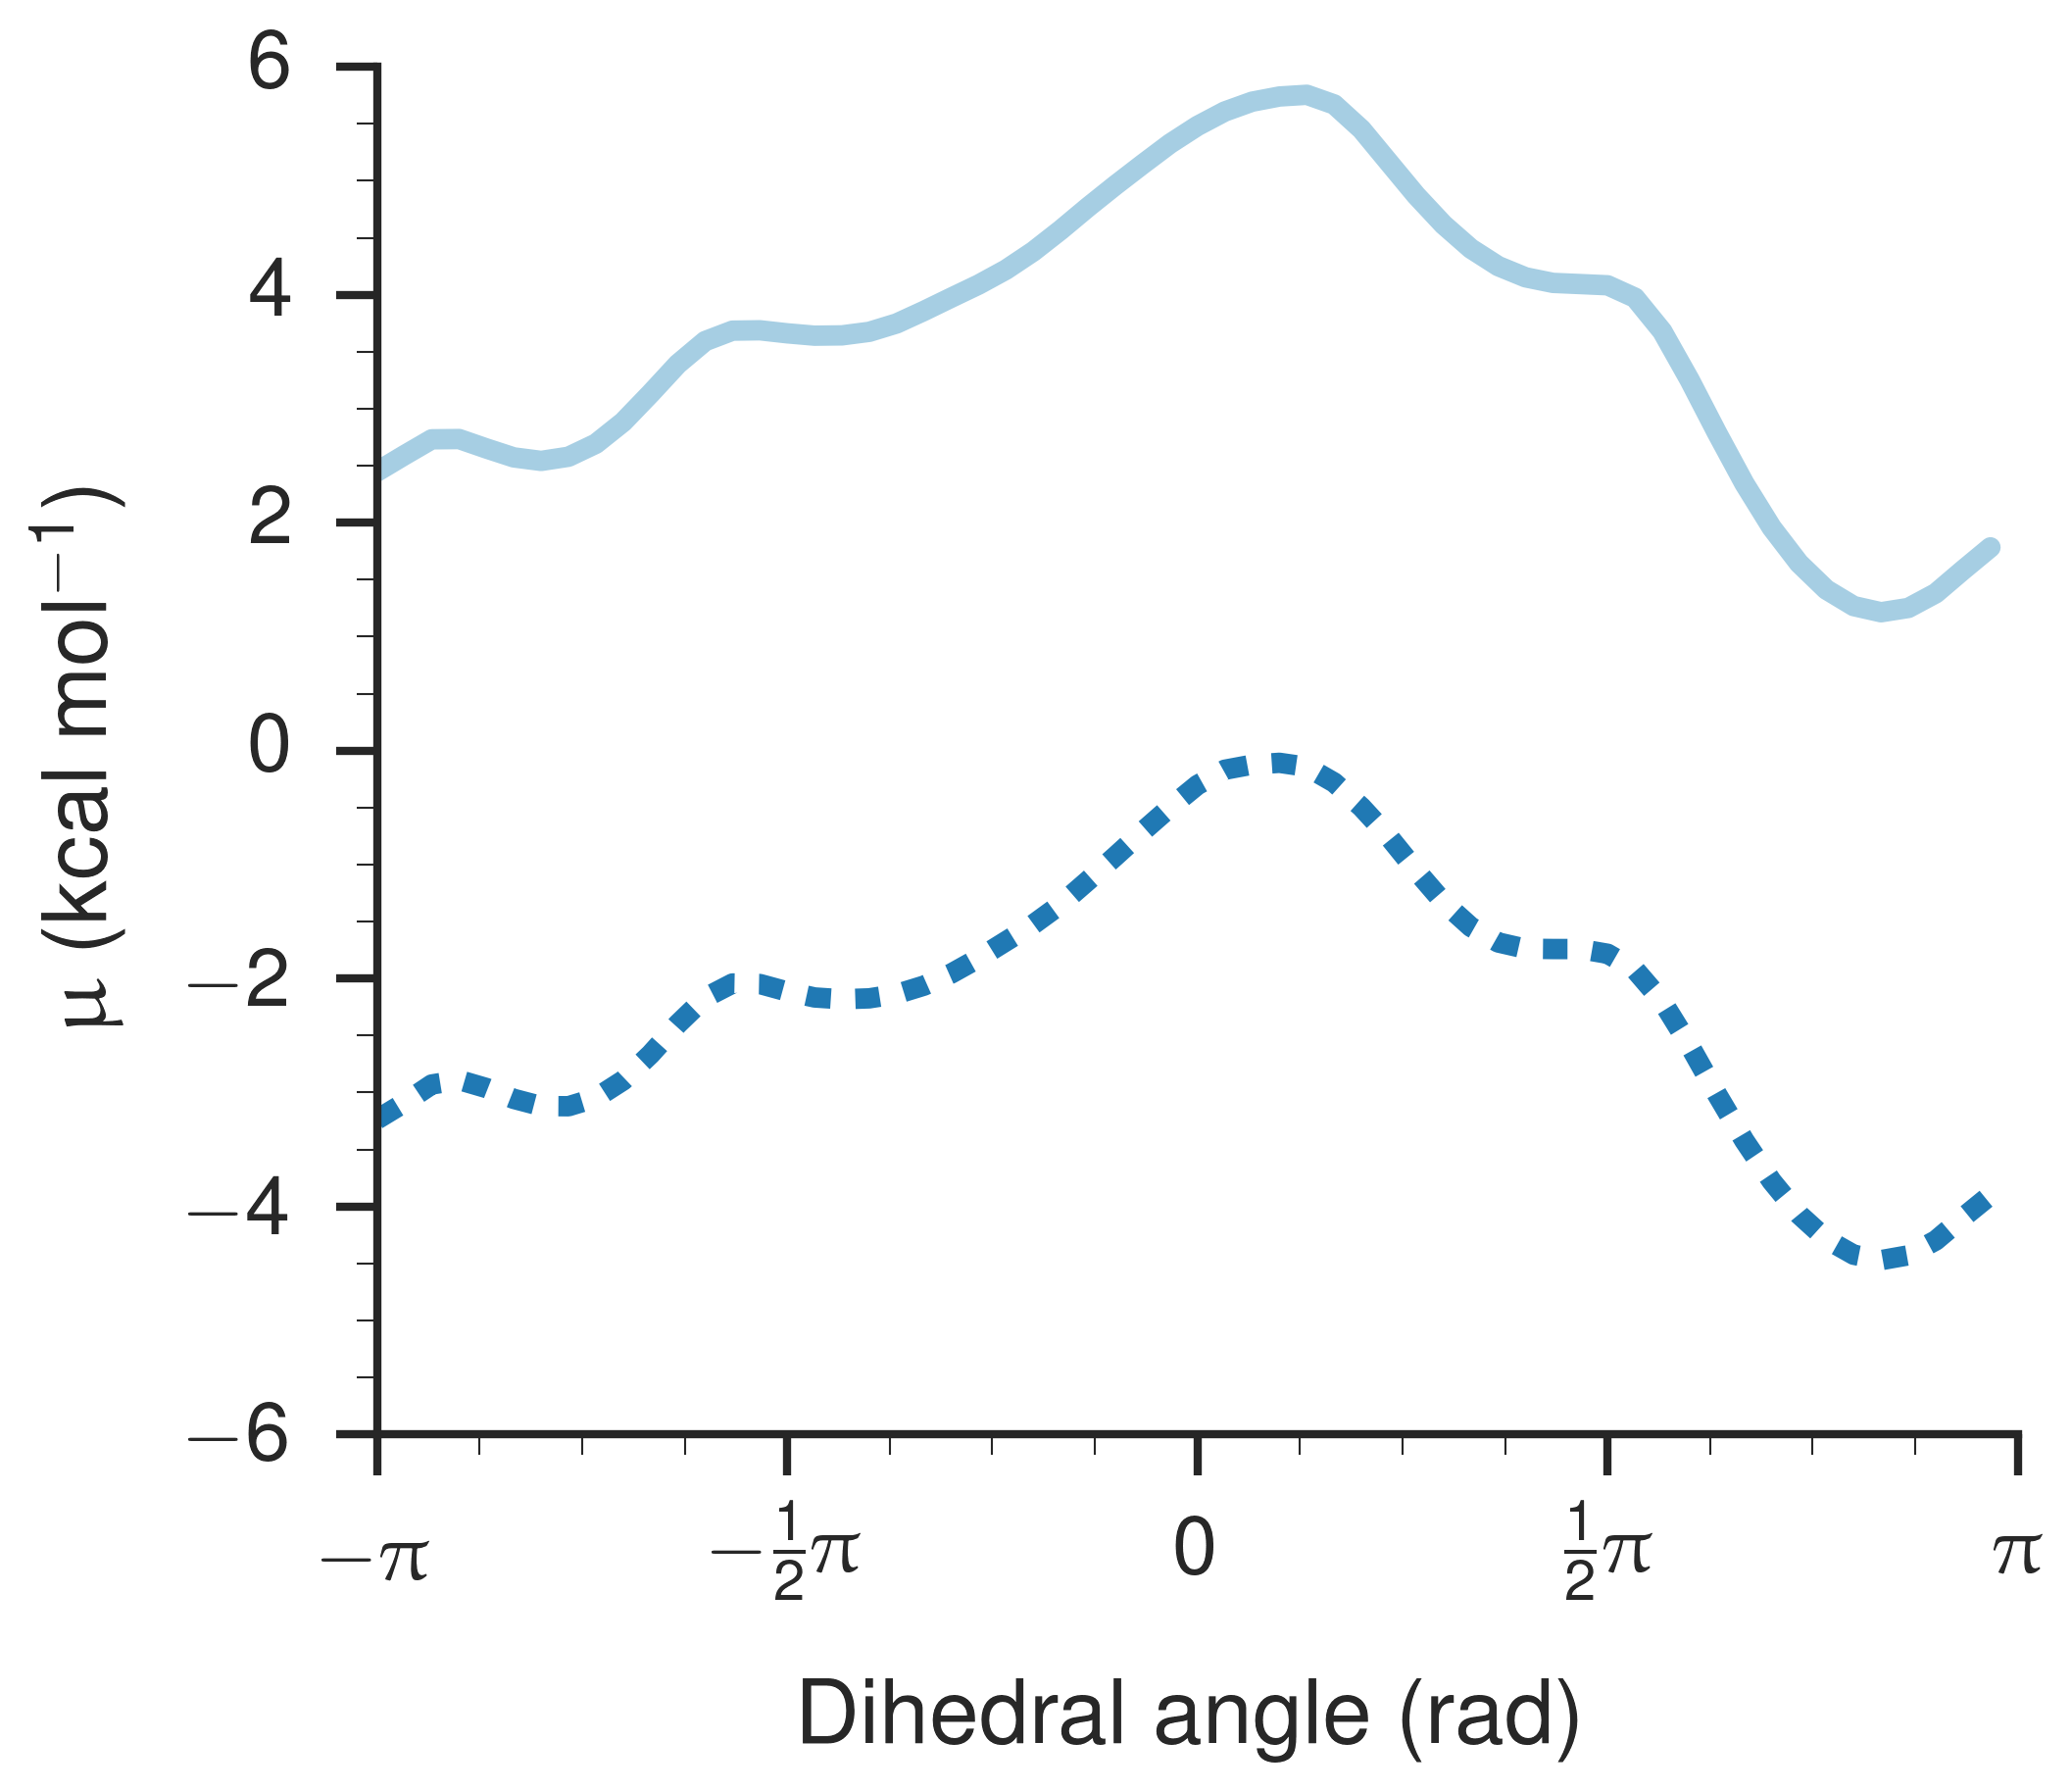 μ (kcal mol⁻¹)
6
4
2
0
−2
−4
−6
−π
−½π
0
½π
π
Dihedral angle (rad)